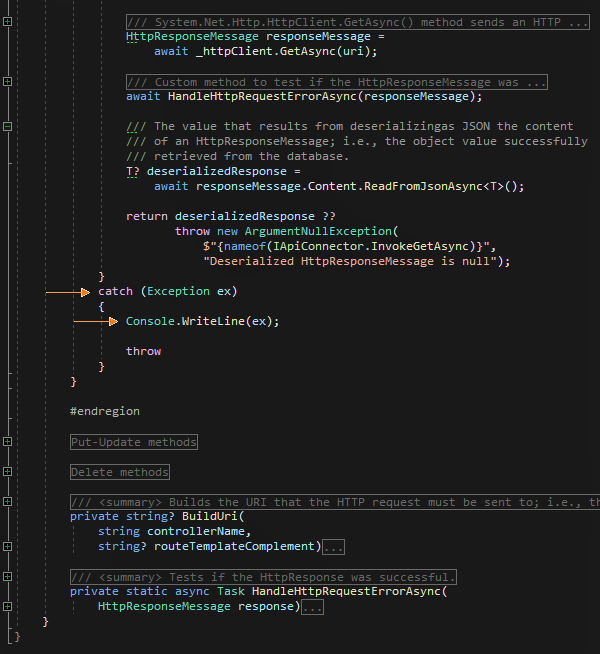 /// System.Net.Http.HttpClient.GetAsync() method sends an HTTP ...
HttpResponseMessage responseMessage =
await _httpClient.GetAsync(uri);
/// Custom method to test if the HttpResponseMessage was ...
await HandleHttpRequestErrorAsync(responseMessage);
/// The value that results from deserializingas JSON the content
/// of an HttpResponseMessage; i.e., the object value successfully
/// retrieved from the database.
T? deserializedResponse =
await responseMessage.Content.ReadFromJsonAsync<T>();
return deserializedResponse ??
throw new ArgumentNullException(
$"{nameof(IApiConnector.InvokeGetAsync)}",
"Deserialized HttpResponseMessage is null");
}
catch (Exception ex)
{
Console.WriteLine(ex);
throw
}
}
#endregion
Put-Update methods
Delete methods
/// <summary> Builds the URI that the HTTP request must be sent to; i.e., th
private string? BuildUri(
string controllerName,
string? routeTemplateComplement)...
/// <summary> Tests if the HttpResponse was successful.
private static async Task HandleHttpRequestErrorAsync(
HttpResponseMessage response)...
}
}